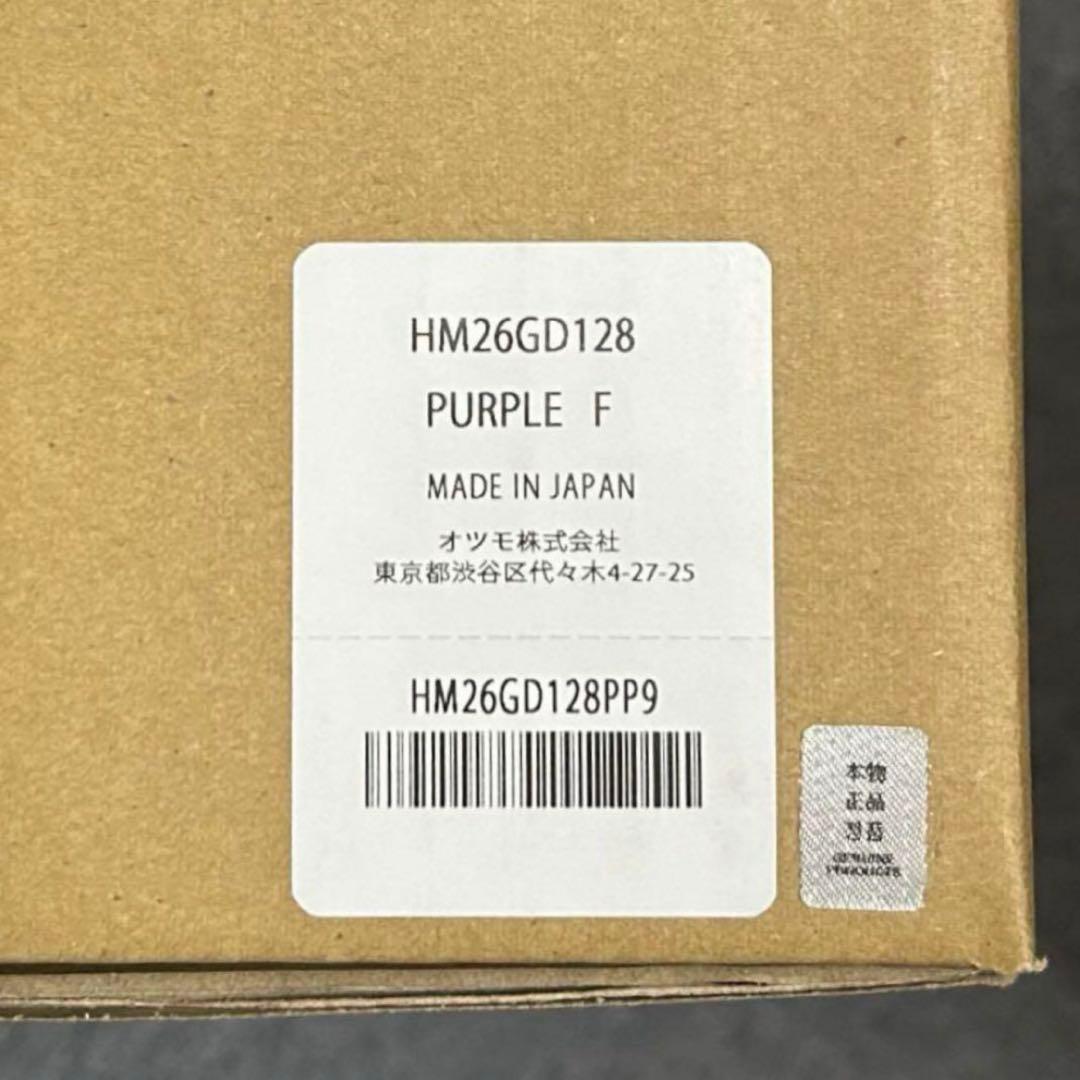 HM26GD128
PURPLE F
MADE IN JAPAN
オツモ株式会社
東京都渋谷区代々木4-27-25
HM26GD128PP9
本物
正品